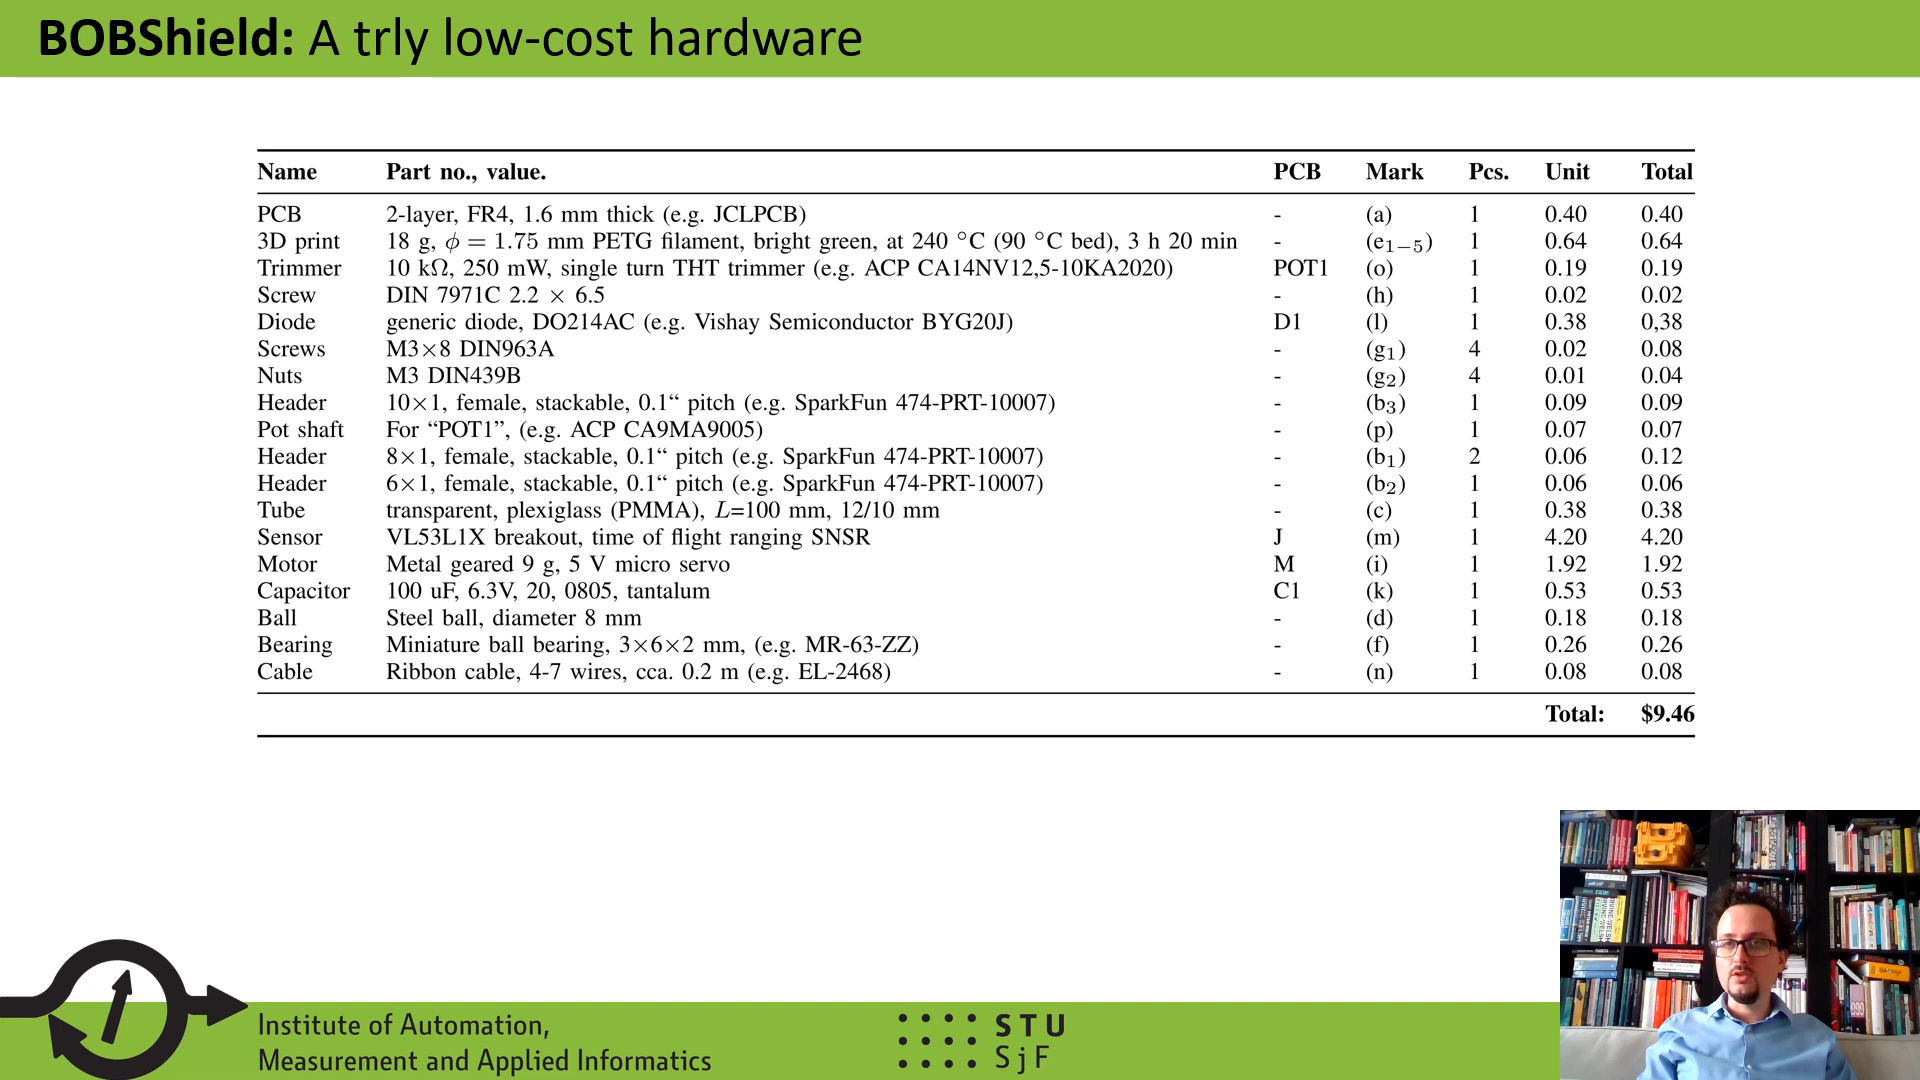 BOBShield: A trly low-cost hardware
Name Part no., value. PCB Mark Pcs. Unit Total
PCB 2-layer, FR4, 1.6 mm thick (e.g. JCLPCB) - (a) 1 0.40 0.40
3D print 18 g, ϕ = 1.75 mm PETG filament, bright green, at 240 °C (90 °C bed), 3 h 20 min - (e₁₋₅) 1 0.64 0.64
Trimmer 10 kΩ, 250 mW, single turn THT trimmer (e.g. ACP CA14NV12,5-10KA2020) POT1 (o) 1 0.19 0.19
Screw DIN 7971C 2.2 × 6.5 - (h) 1 0.02 0.02
Diode generic diode, DO214AC (e.g. Vishay Semiconductor BYG20J) D1 (l) 1 0.38 0,38
Screws M3×8 DIN963A - (g₁) 4 0.02 0.08
Nuts M3 DIN439B - (g₂) 4 0.01 0.04
Header 10×1, female, stackable, 0.1“ pitch (e.g. SparkFun 474-PRT-10007) - (b₃) 1 0.09 0.09
Pot shaft For “POT1”, (e.g. ACP CA9MA9005) - (p) 1 0.07 0.07
Header 8×1, female, stackable, 0.1“ pitch (e.g. SparkFun 474-PRT-10007) - (b₁) 2 0.06 0.12
Header 6×1, female, stackable, 0.1“ pitch (e.g. SparkFun 474-PRT-10007) - (b₂) 1 0.06 0.06
Tube transparent, plexiglass (PMMA), L=100 mm, 12/10 mm - (c) 1 0.38 0.38
Sensor VL53L1X breakout, time of flight ranging SNSR J (m) 1 4.20 4.20
Motor Metal geared 9 g, 5 V micro servo M (i) 1 1.92 1.92
Capacitor 100 uF, 6.3V, 20, 0805, tantalum C1 (k) 1 0.53 0.53
Ball Steel ball, diameter 8 mm - (d) 1 0.18 0.18
Bearing Miniature ball bearing, 3×6×2 mm, (e.g. MR-63-ZZ) - (f) 1 0.26 0.26
Cable Ribbon cable, 4-7 wires, cca. 0.2 m (e.g. EL-2468) - (n) 1 0.08 0.08
Total: $9.46
Institute of Automation,
Measurement and Applied Informatics
STU
SjF